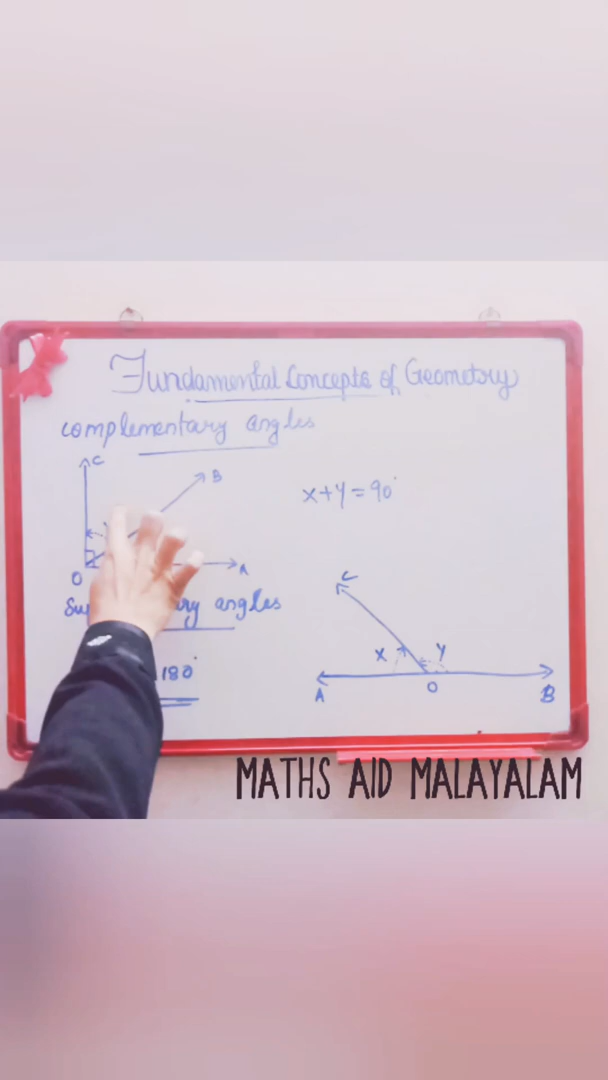 Fundamental Concepts of Geometry
complementary angles
C
B
x+y=90°
O
A
angles
C
180°
x
y
A
O
B
MATHS AID MALAYALAM